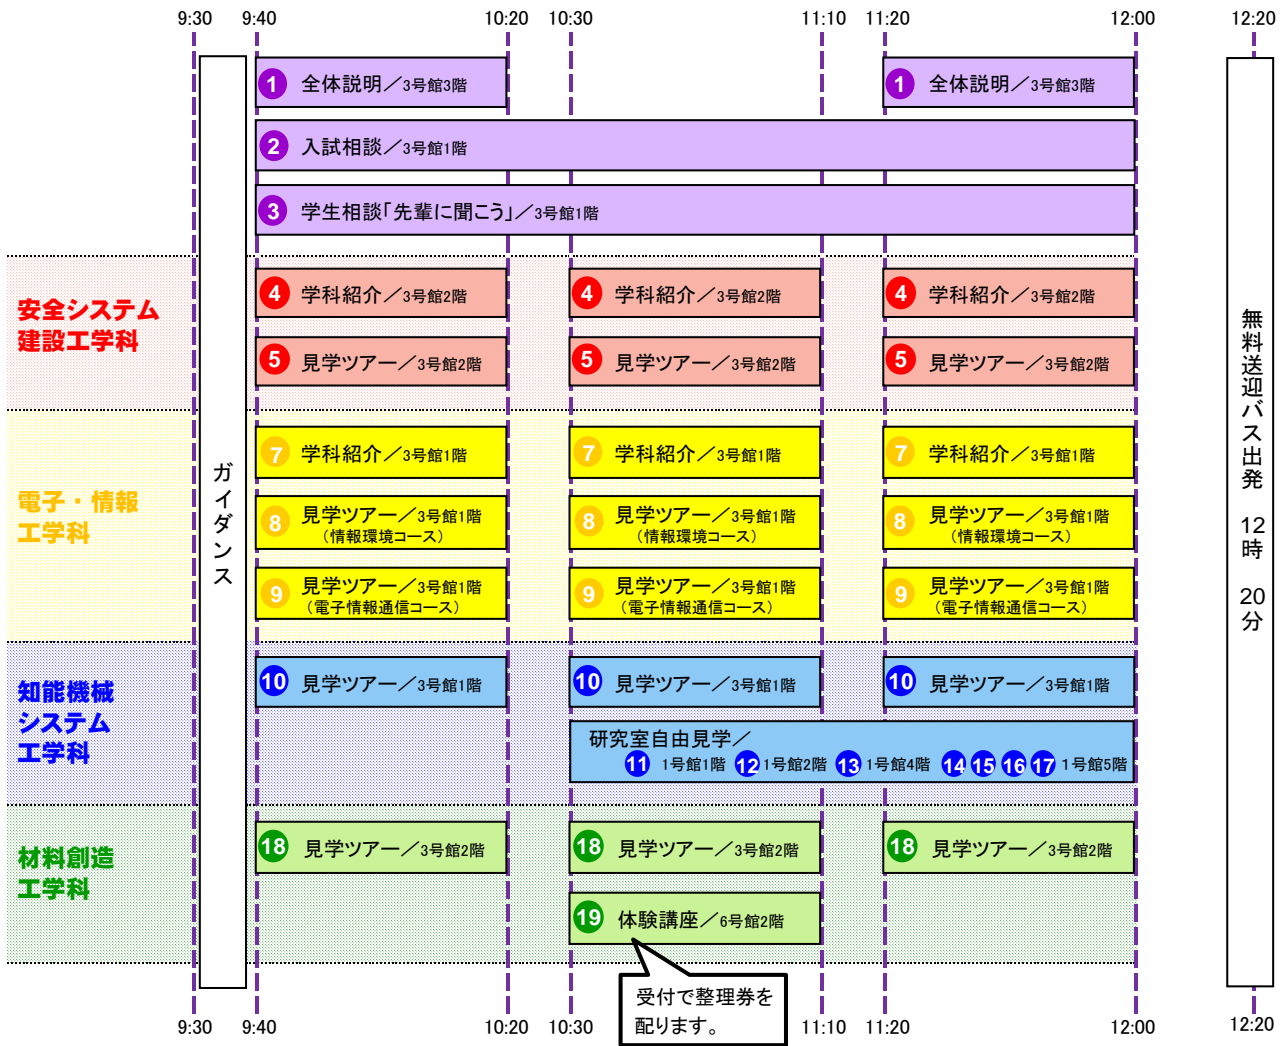 9:30 9:40 10:20 10:30 11:10 11:20 12:00 12:20
1 全体説明／3号館3階
1 全体説明／3号館3階
2 入試相談／3号館1階
3 学生相談「先輩に聞こう」／3号館1階
安全システム
建設工学科
4 学科紹介／3号館2階
4 学科紹介／3号館2階
4 学科紹介／3号館2階
5 見学ツアー／3号館2階
5 見学ツアー／3号館2階
5 見学ツアー／3号館2階
電子・情報
工学科
7 学科紹介／3号館1階
7 学科紹介／3号館1階
7 学科紹介／3号館1階
8 見学ツアー／3号館1階
（情報環境コース）
8 見学ツアー／3号館1階
（情報環境コース）
8 見学ツアー／3号館1階
（情報環境コース）
9 見学ツアー／3号館1階
（電子情報通信コース）
9 見学ツアー／3号館1階
（電子情報通信コース）
9 見学ツアー／3号館1階
（電子情報通信コース）
知能機械
システム
工学科
10 見学ツアー／3号館1階
10 見学ツアー／3号館1階
10 見学ツアー／3号館1階
研究室自由見学／
11 1号館1階 12 1号館2階 13 1号館4階 14 15 16 17 1号館5階
材料創造
工学科
18 見学ツアー／3号館2階
18 見学ツアー／3号館2階
18 見学ツアー／3号館2階
19 体験講座／6号館2階
受付で整理券を
配ります。
ガイダンス
無料送迎バス出発 12時 20分
9:30 9:40 10:20 10:30 11:10 11:20 12:00 12:20